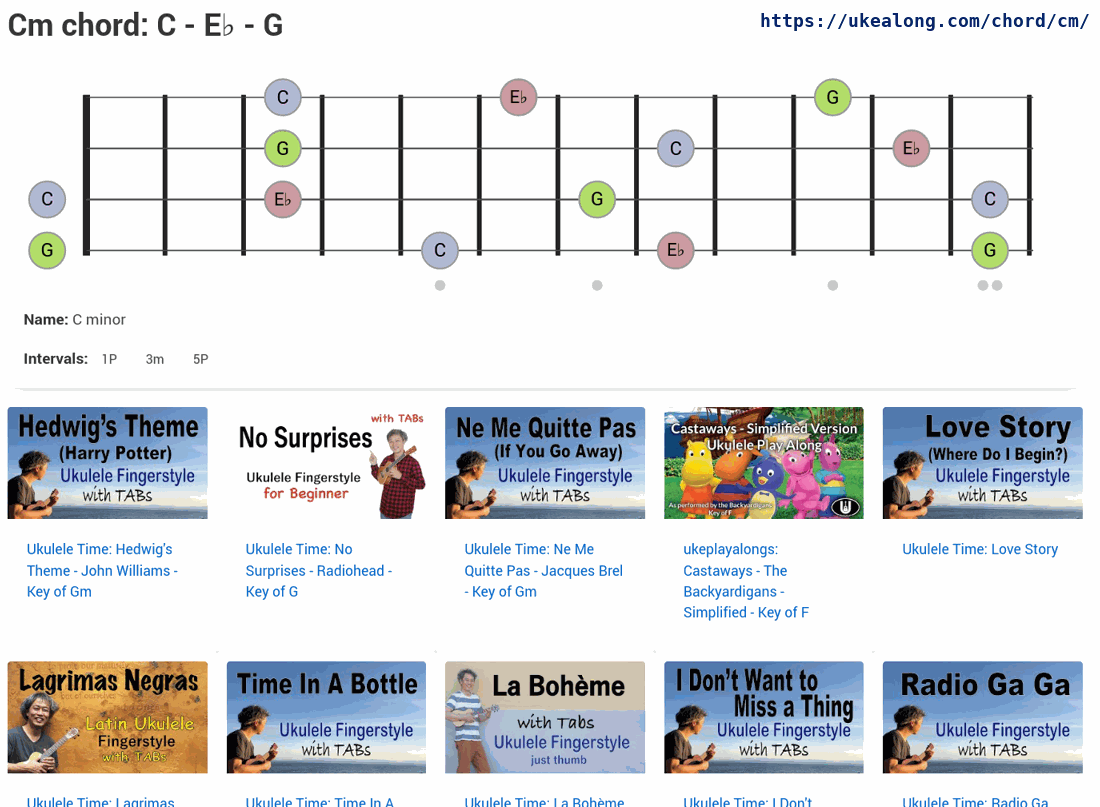 Cm chord: C - E♭ - G
https://ukealong.com/chord/cm/
C E♭ G
G C E♭
C E♭ G C
G C E♭ G
Name: C minor
Intervals: 1P 3m 5P
Hedwig's Theme
(Harry Potter)
Ukulele Fingerstyle
with TABs
with TABs
No Surprises
Ukulele Fingerstyle
for Beginner
Ne Me Quitte Pas
(If You Go Away)
Ukulele Fingerstyle
with TABs
Castaways - Simplified Version
Ukulele Play Along
As performed by the Backyardigans
Key of F
Love Story
(Where Do I Begin?)
Ukulele Fingerstyle
with TABs
Ukulele Time: Hedwig's
Theme - John Williams -
Key of Gm
Ukulele Time: No
Surprises - Radiohead -
Key of G
Ukulele Time: Ne Me
Quitte Pas - Jacques Brel
- Key of Gm
ukeplayalongs:
Castaways - The
Backyardigans -
Simplified - Key of F
Ukulele Time: Love Story
Lagrimas Negras
Latin Ukulele
Fingerstyle
with TABs
Time In A Bottle
Ukulele Fingerstyle
with TABs
La Bohème
with Tabs
Ukulele Fingerstyle
just thumb
I Don't Want to
Miss a Thing
Ukulele Fingerstyle
with TABs
Radio Ga Ga
Ukulele Fingerstyle
with TABs
Ukulele Time: Lagrimas
Ukulele Time: Time In A
Ukulele Time: La Bohème
Ukulele Time: I Don't
Ukulele Time: Radio Ga